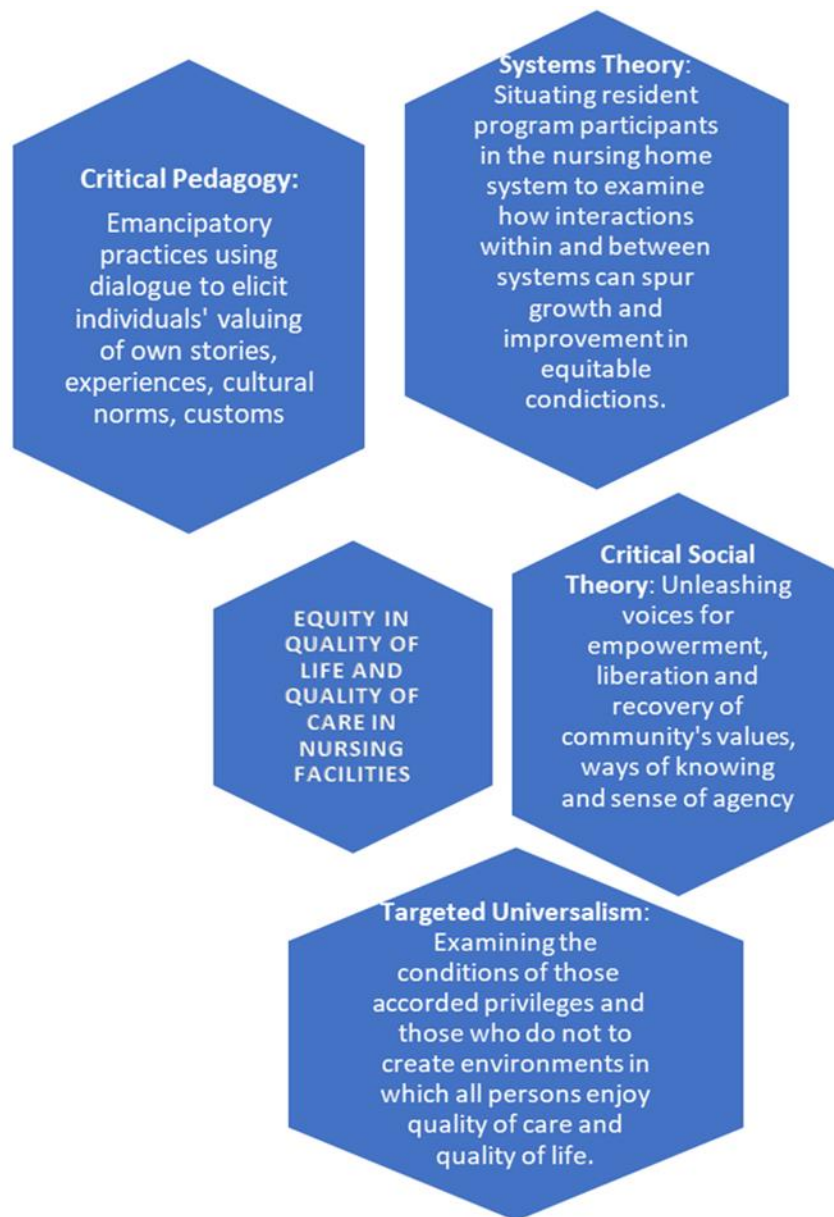 Critical Pedagogy:
Emancipatory
practices using
dialogue to elicit
individuals' valuing
of own stories,
experiences, cultural
norms, customs
Systems Theory:
Situating resident
program participants
in the nursing home
system to examine
how interactions
within and between
systems can spur
growth and
improvement in
equitable
condictions.
EQUITY IN
QUALITY OF
LIFE AND
QUALITY OF
CARE IN
NURSING
FACILITIES
Critical Social
Theory: Unleashing
voices for
empowerment,
liberation and
recovery of
community's values,
ways of knowing
and sense of agency
Targeted Universalism:
Examining the
conditions of those
accorded privileges and
those who do not to
create environments in
which all persons enjoy
quality of care and
quality of life.